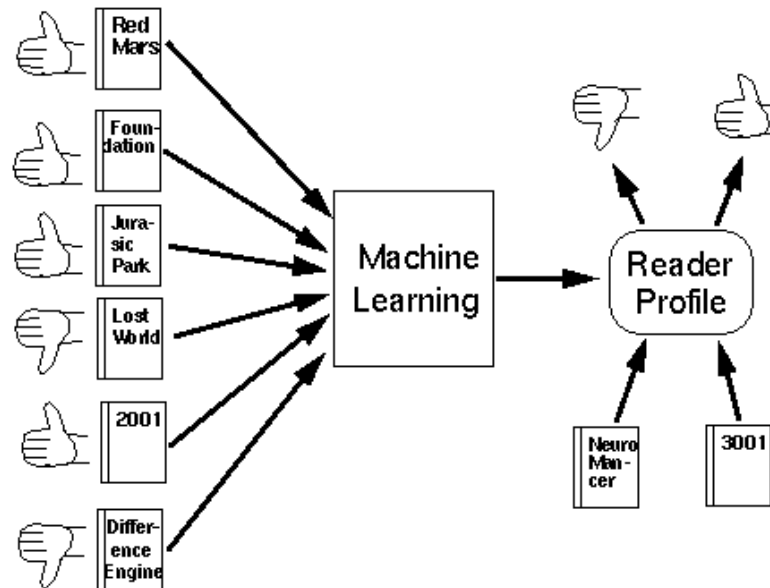 Red
Mars
Foun-
dation
Jura-
sic
Park
Lost
World
2001
Differ-
ence
Engine
Machine
Learning
Reader
Profile
Neuro
Man-
cer
3001